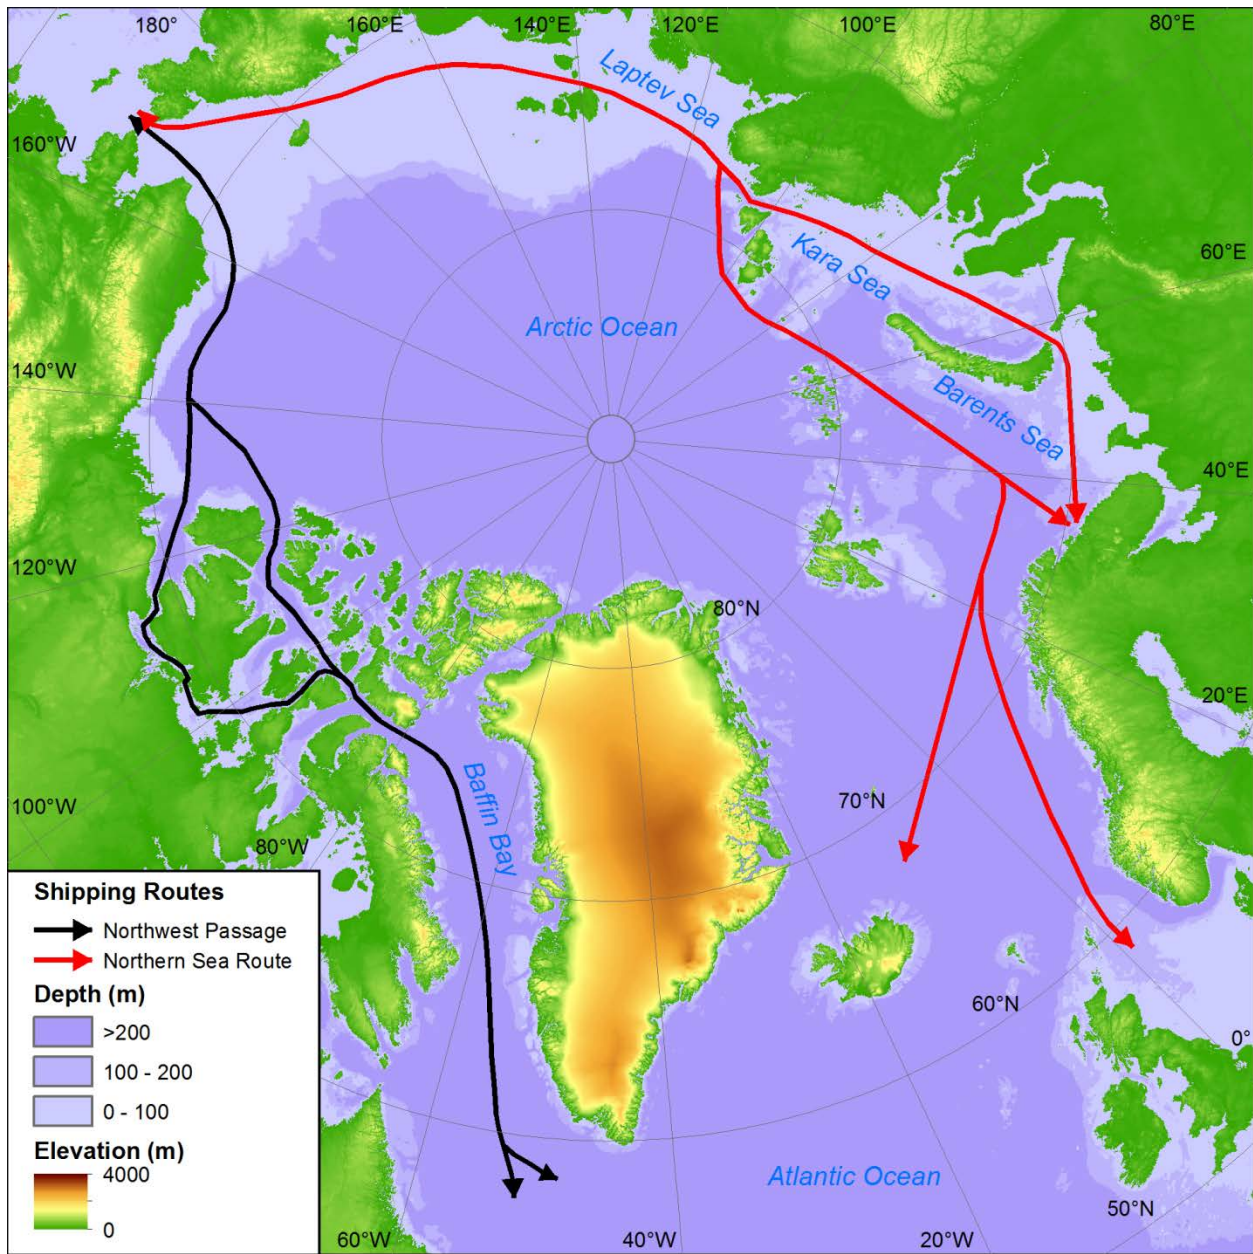 180°
160°E
140°E
120°E
100°E
80°E
Laptev Sea
160°W
Kara Sea
60°E
Arctic Ocean
140°W
Barents Sea
40°E
120°W
80°N
20°E
Baffin Bay
70°N
100°W
80°W
60°N
0°
Shipping Routes
Northwest Passage
Northern Sea Route
Depth (m)
>200
100 - 200
0 - 100
Elevation (m)
4000
0
Atlantic Ocean
50°N
60°W
40°W
20°W